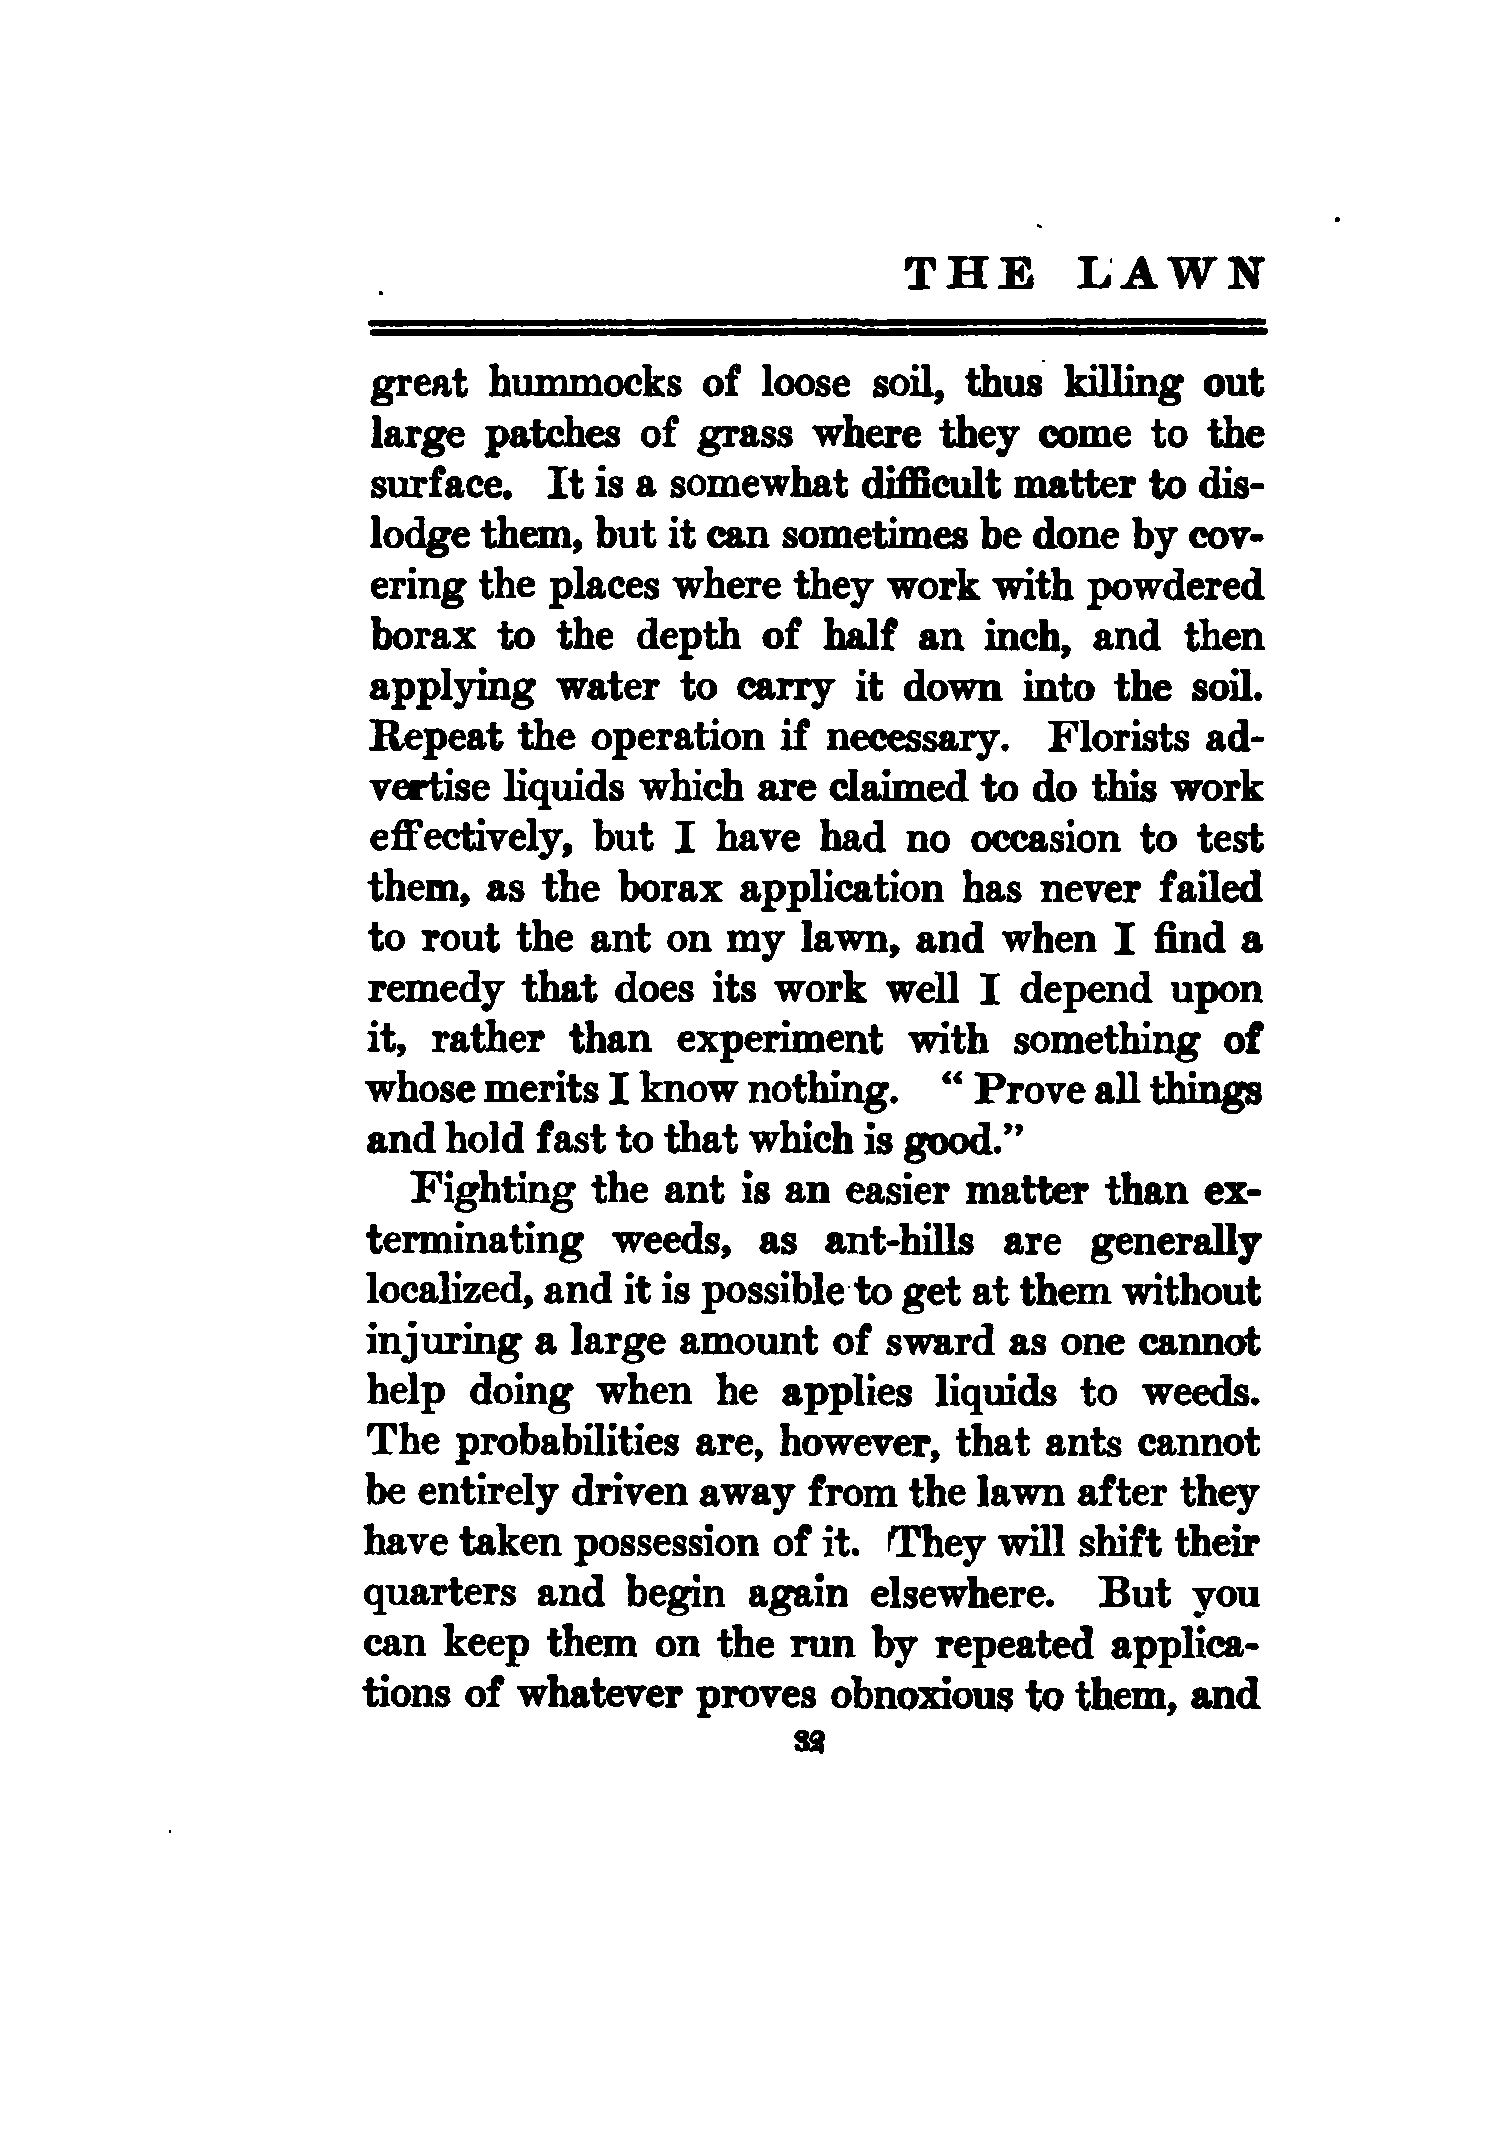 THE LAWN
great hummocks of loose soil, thus killing out
large patches of grass where they come to the
surface. It is a somewhat difficult matter to dis-
lodge them, but it can sometimes be done by cov-
ering the places where they work with powdered
borax to the depth of half an inch, and then
applying water to carry it down into the soil.
Repeat the operation if necessary. Florists ad-
vertise liquids which are claimed to do this work
effectively, but I have had no occasion to test
them, as the borax application has never failed
to rout the ant on my lawn, and when I find a
remedy that does its work well I depend upon
it, rather than experiment with something of
whose merits I know nothing. “ Prove all things
and hold fast to that which is good.”
Fighting the ant is an easier matter than ex-
terminating weeds, as ant-hills are generally
localized, and it is possible to get at them without
injuring a large amount of sward as one cannot
help doing when he applies liquids to weeds.
The probabilities are, however, that ants cannot
be entirely driven away from the lawn after they
have taken possession of it. They will shift their
quarters and begin again elsewhere. But you
can keep them on the run by repeated applica-
tions of whatever proves obnoxious to them, and